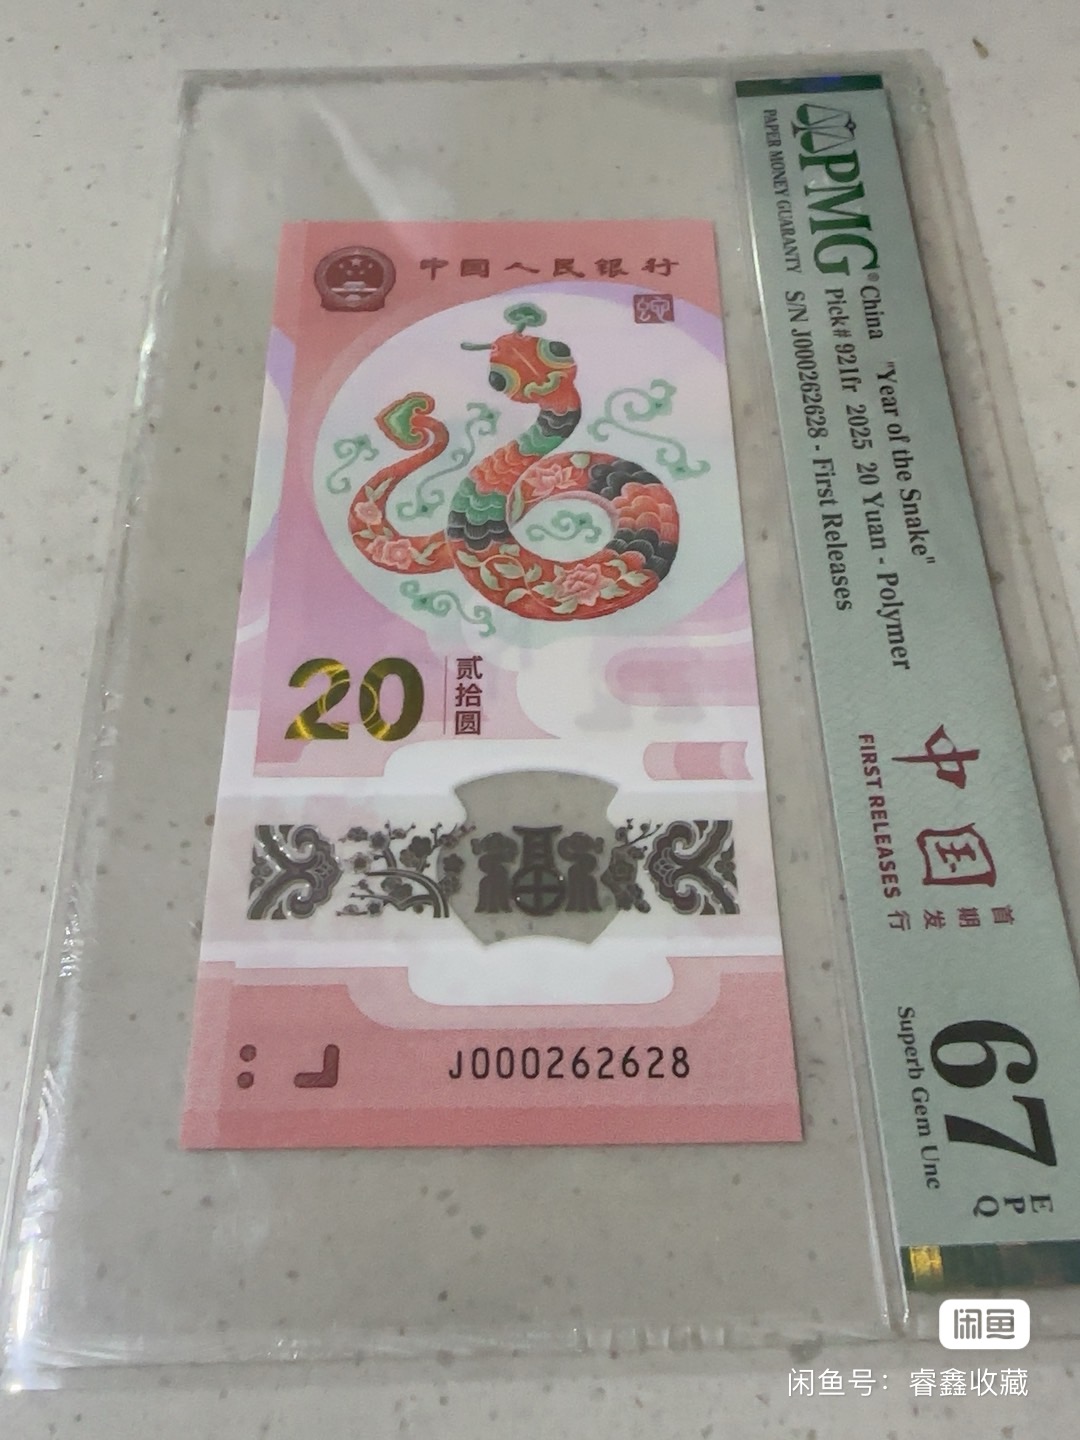 中国人民银行
20
贰拾圆
福
J000262628
PMG®
PAPER MONEY GUARANTY
China "Year of the Snake"
Pick# 921fr 2025 20 Yuan - Polymer
S/N J000262628 - First Releases
中国
FIRST RELEASES
首期发行
67 EPQ
Superb Gem Unc
闲鱼
闲鱼号：睿鑫收藏